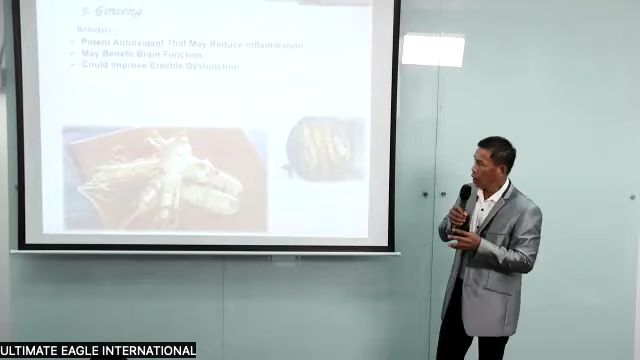 5. Ginseng
Benefits
Potent Antioxidant That May Reduce Inflammation
May Benefit Brain Function.
Could Improve Erectile Dysfunction
ULTIMATE EAGLE INTERNATIONAL